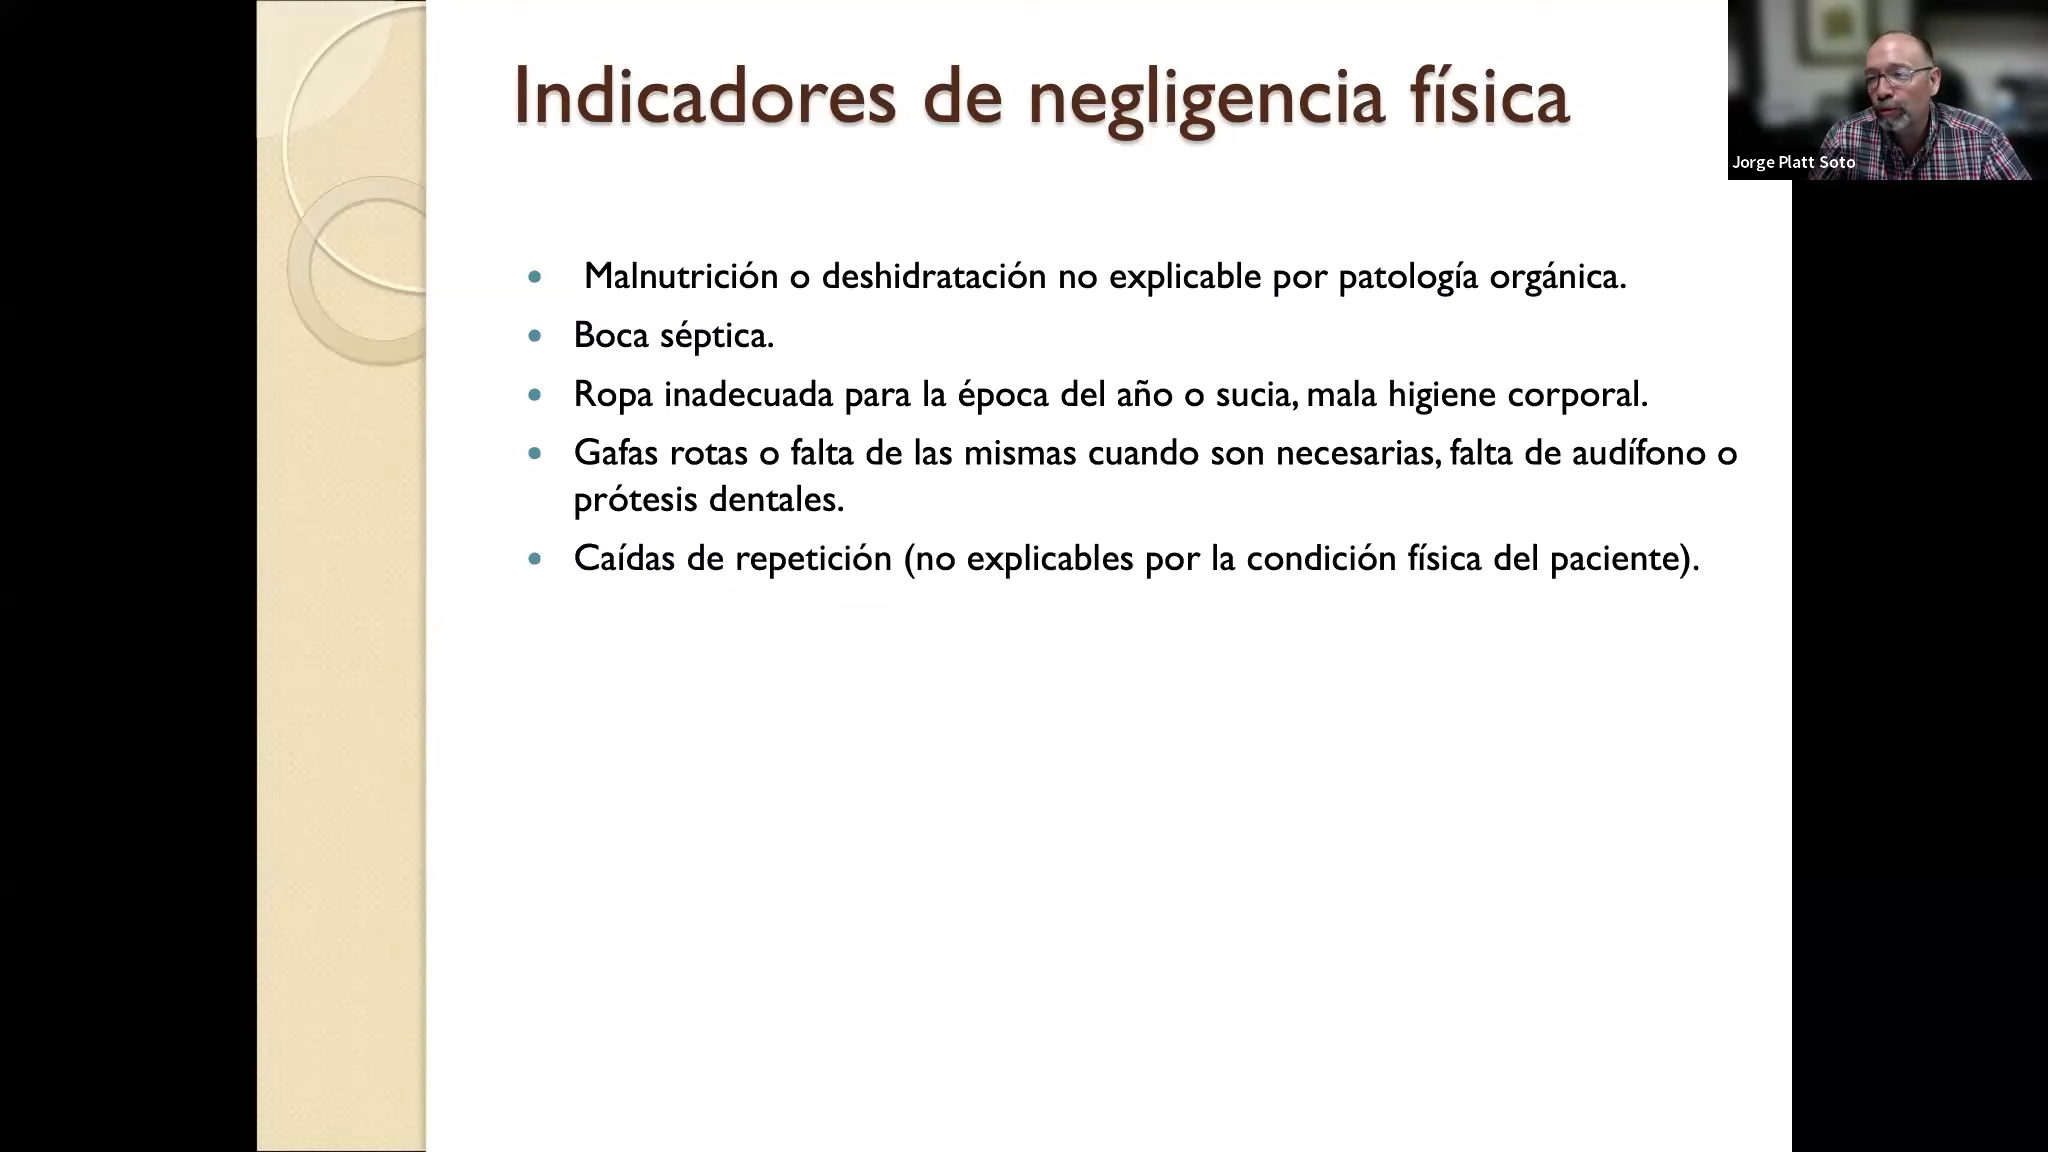 Indicadores de negligencia física
Jorge Platt Soto
• Malnutrición o deshidratación no explicable por patología orgánica.
• Boca séptica.
• Ropa inadecuada para la época del año o sucia, mala higiene corporal.
• Gafas rotas o falta de las mismas cuando son necesarias, falta de audífono o
prótesis dentales.
• Caídas de repetición (no explicables por la condición física del paciente).